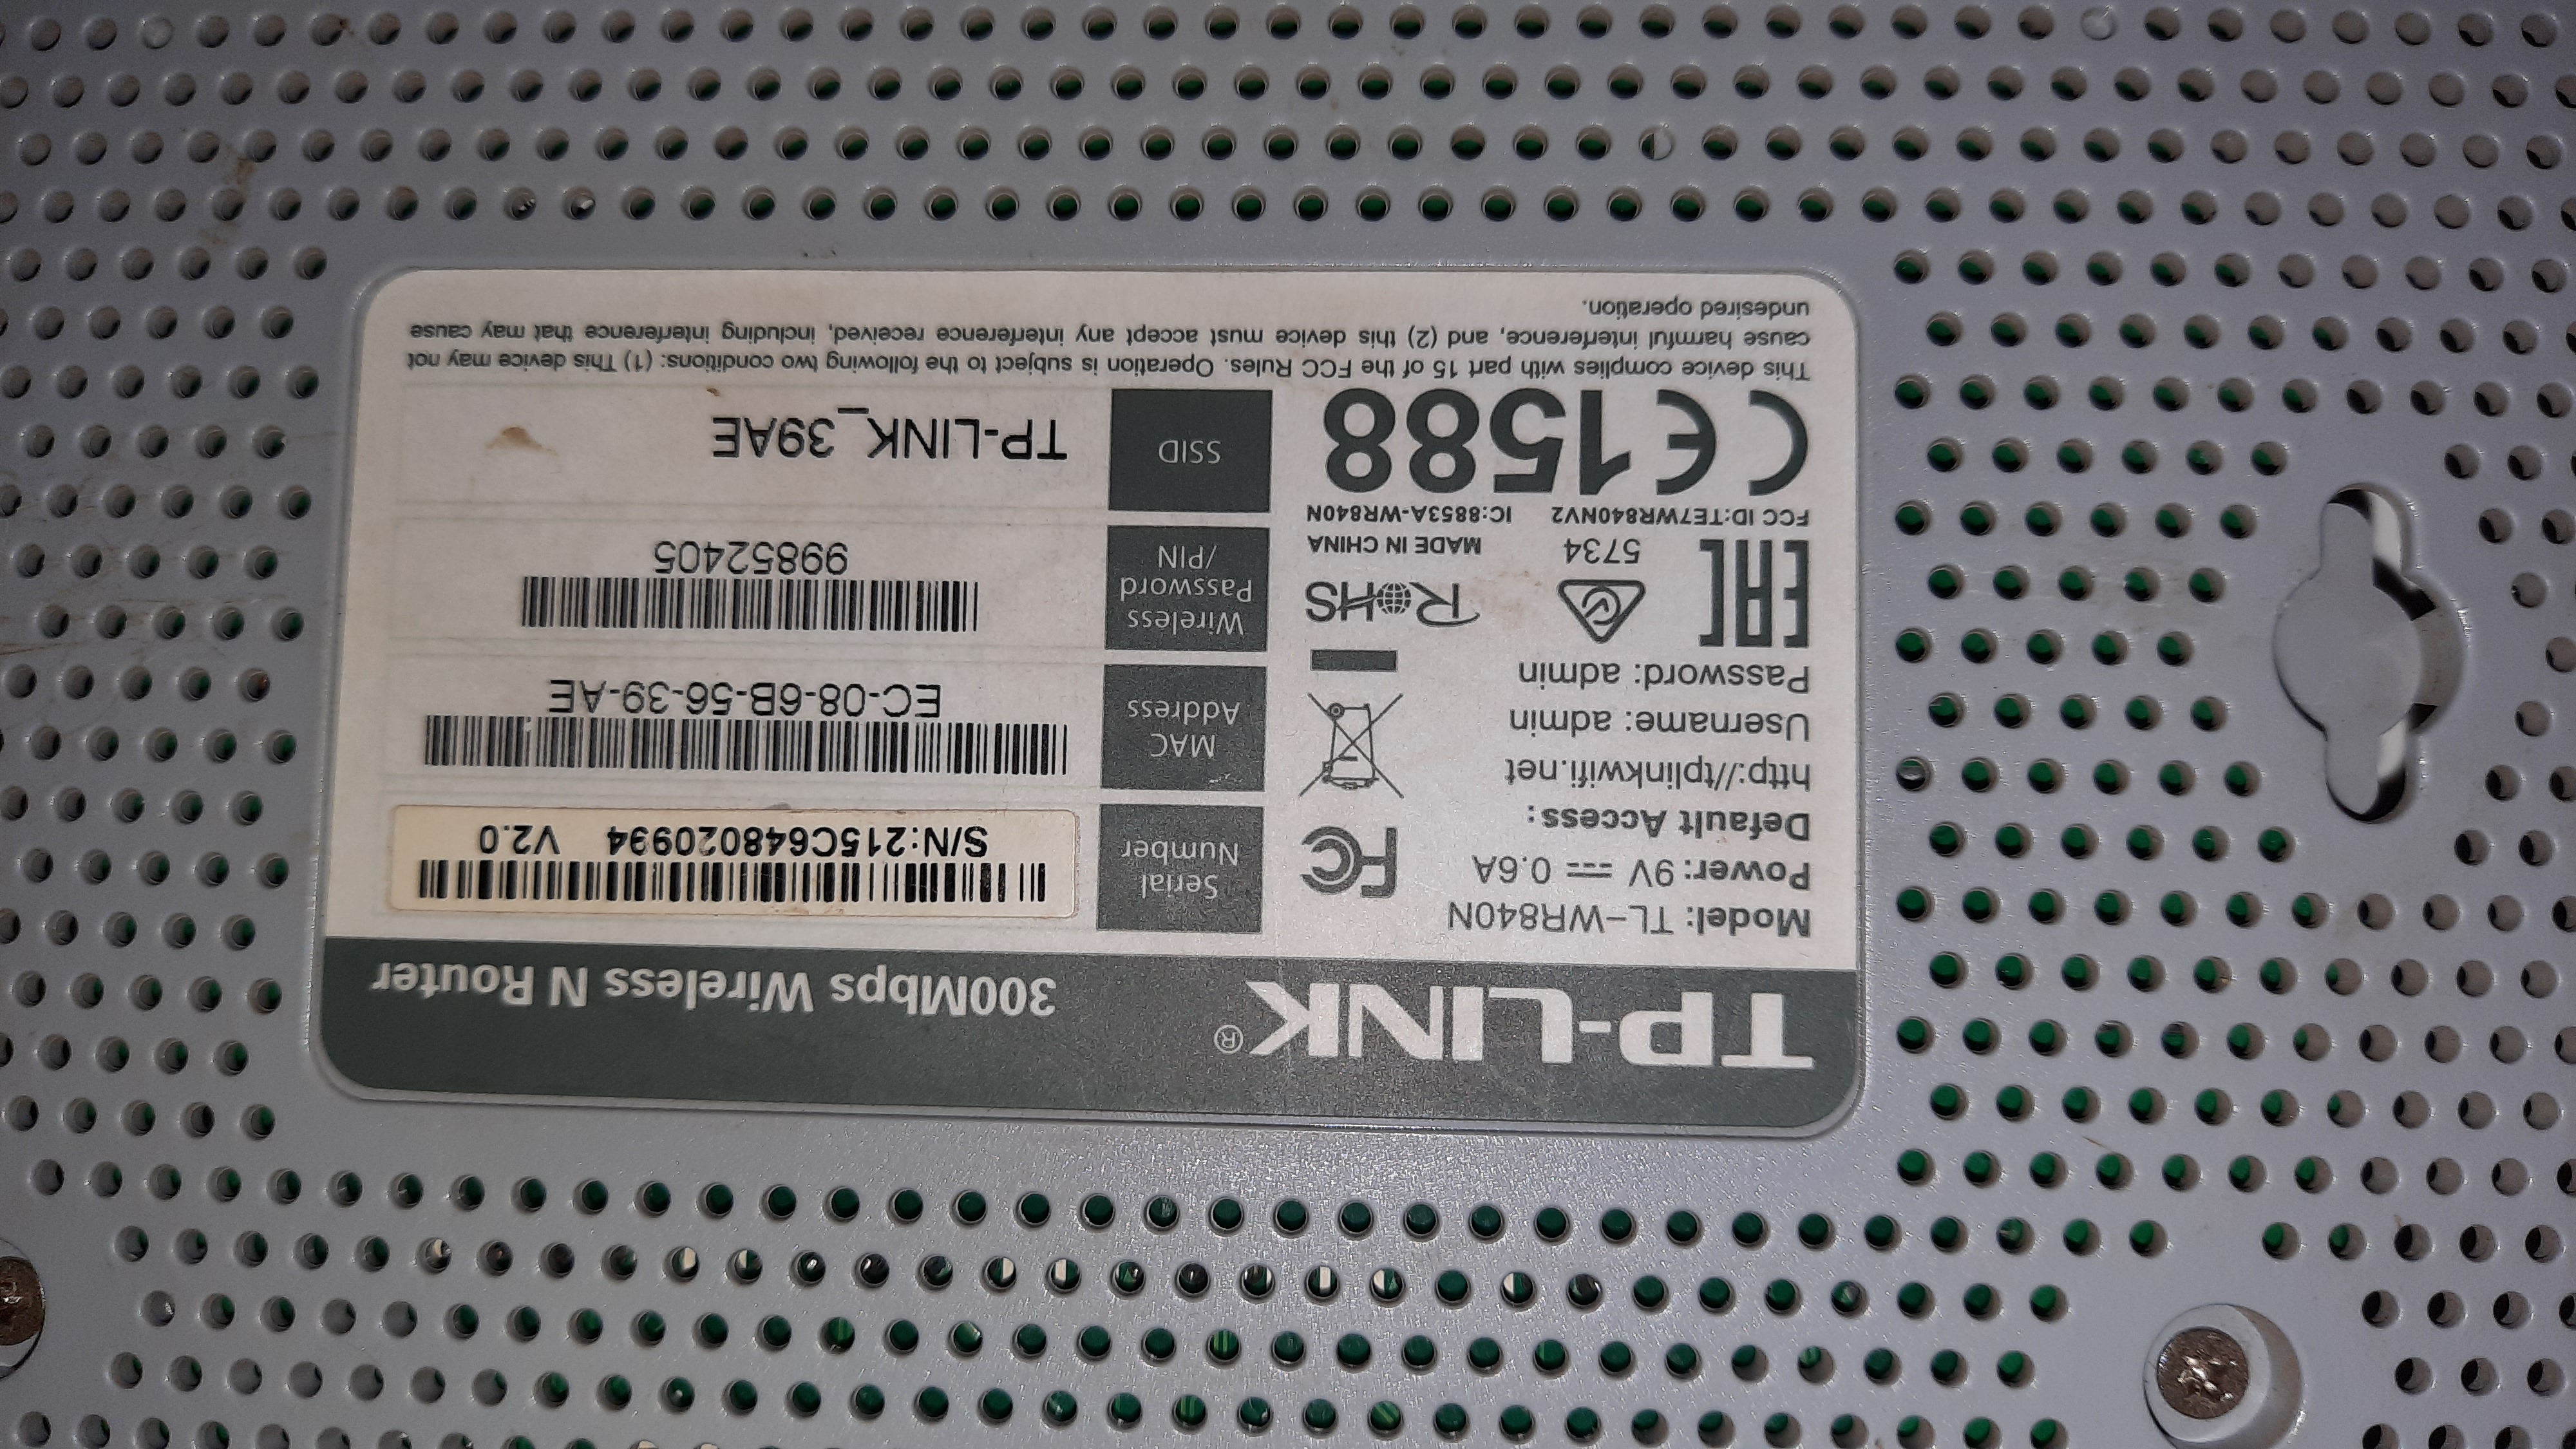 TP-LINK®
300Mbps Wireless N Router
Model: TL-WR840N
Power: 9V ⎓ 0.6A
Default Access:
http://tplinkwifi.net
Username: admin
Password: admin
FC
EAC
5734
RoHS
MADE IN CHINA
FCC ID:TE7WR840NV2 IC:8853A-WR840N
CE1588
Serial
Number
S/N:215C648020994 V2.0
MAC
Address
EC-08-6B-56-39-AE
Wireless
Password
/PIN
99852405
SSID
TP-LINK_39AE
This device complies with part 15 of the FCC Rules. Operation is subject to the following two conditions: (1) This device may not
cause harmful interference, and (2) this device must accept any interference received, including interference that may cause
undesired operation.